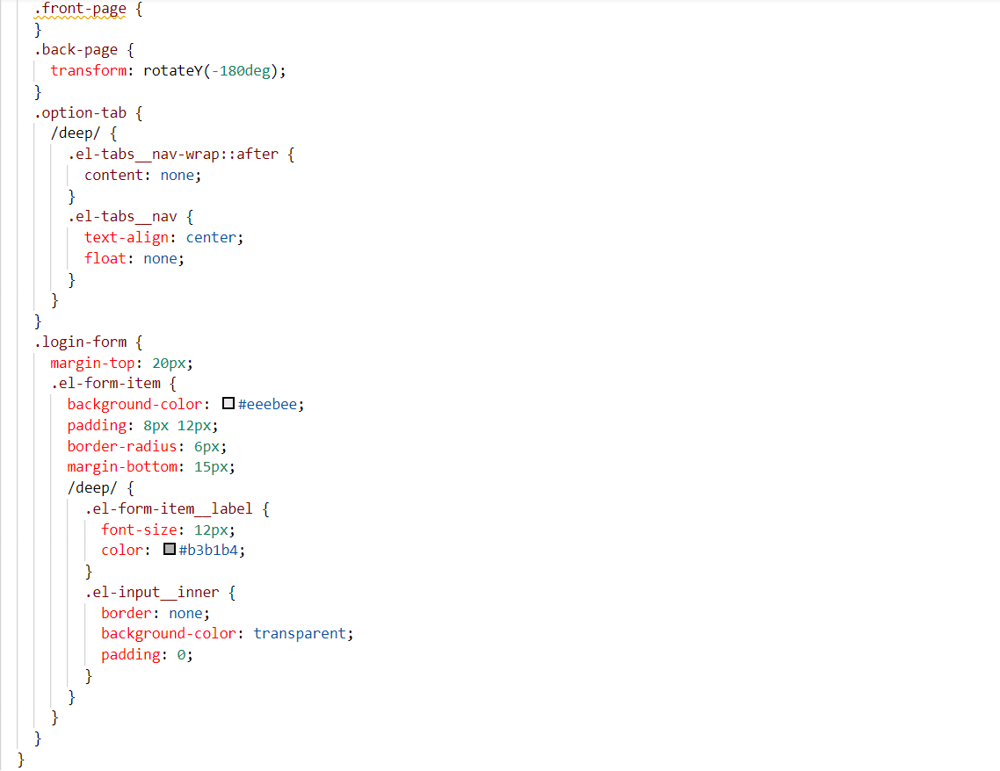 .front-page {
}
.back-page {
transform: rotateY(-180deg);
}
.option-tab {
/deep/ {
.el-tabs__nav-wrap::after {
content: none;
}
.el-tabs__nav {
text-align: center;
float: none;
}
}
}
.login-form {
margin-top: 20px;
.el-form-item {
background-color: #eeebee;
padding: 8px 12px;
border-radius: 6px;
margin-bottom: 15px;
/deep/ {
.el-form-item__label {
font-size: 12px;
color: #b3b1b4;
}
.el-input__inner {
border: none;
background-color: transparent;
padding: 0;
}
}
}
}
}